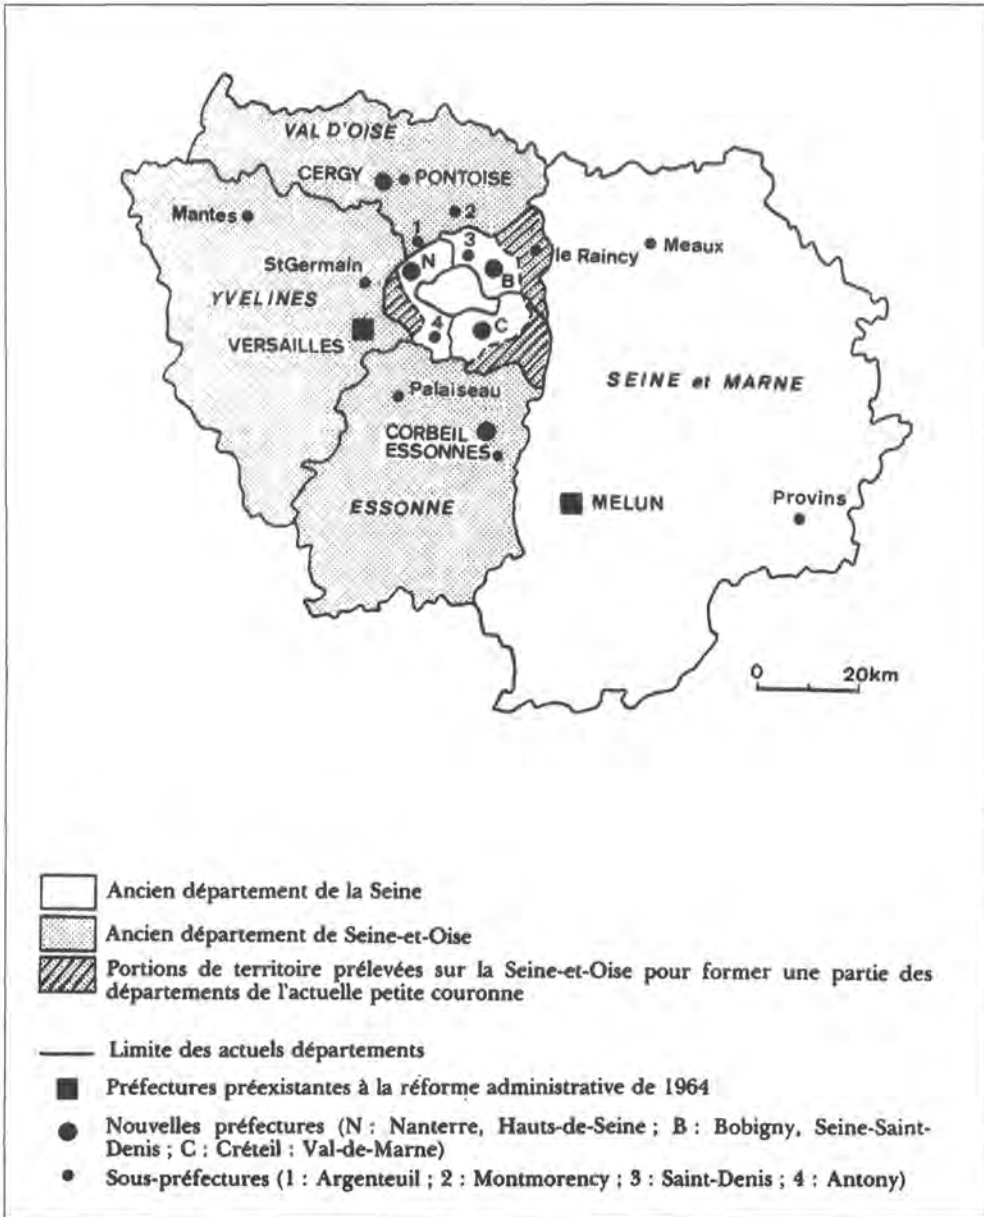 VAL D'OISE
CERGY
PONTOISE
Mantes
2
1
3
le Raincy
Meaux
StGermain
N
B
YVELINES
4
C
VERSAILLES
SEINE et MARNE
Palaiseau
CORBEIL
ESSONNES
ESSONNE
MELUN
Provins
0 20km
Ancien département de la Seine
Ancien département de Seine-et-Oise
Portions de territoire prélevées sur la Seine-et-Oise pour former une partie des
départements de l'actuelle petite couronne
Limite des actuels départements
Préfectures préexistantes à la réforme administrative de 1964
Nouvelles préfectures (N : Nanterre, Hauts-de-Seine ; B : Bobigny, Seine-Saint-
Denis ; C : Créteil : Val-de-Marne)
Sous-préfectures (1 : Argenteuil ; 2 : Montmorency ; 3 : Saint-Denis ; 4 : Antony)